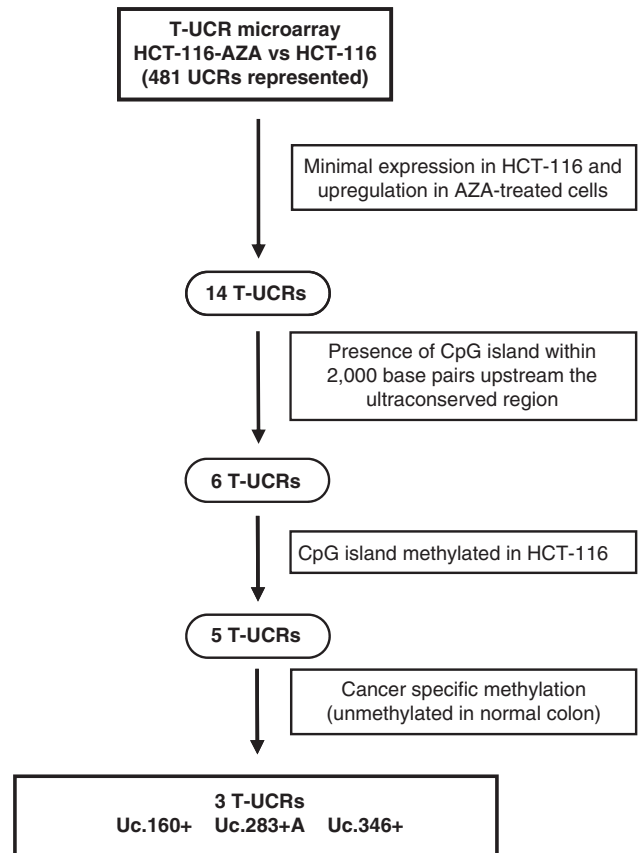 T-UCR microarray
HCT-116-AZA vs HCT-116
(481 UCRs represented)
Minimal expression in HCT-116 and
upregulation in AZA-treated cells
14 T-UCRs
Presence of CpG island within
2,000 base pairs upstream the
ultraconserved region
6 T-UCRs
CpG island methylated in HCT-116
5 T-UCRs
Cancer specific methylation
(unmethylated in normal colon)
3 T-UCRs
Uc.160+ Uc.283+A Uc.346+